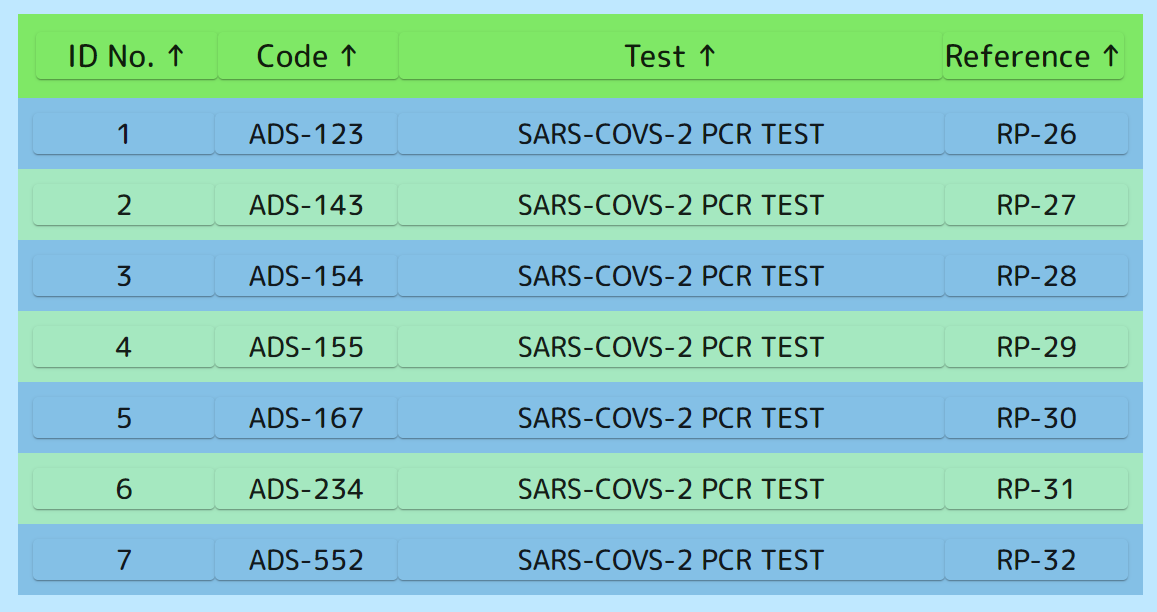 ID No. ↑ Code ↑ Test ↑ Reference ↑
1 ADS-123 SARS-COVS-2 PCR TEST RP-26
2 ADS-143 SARS-COVS-2 PCR TEST RP-27
3 ADS-154 SARS-COVS-2 PCR TEST RP-28
4 ADS-155 SARS-COVS-2 PCR TEST RP-29
5 ADS-167 SARS-COVS-2 PCR TEST RP-30
6 ADS-234 SARS-COVS-2 PCR TEST RP-31
7 ADS-552 SARS-COVS-2 PCR TEST RP-32